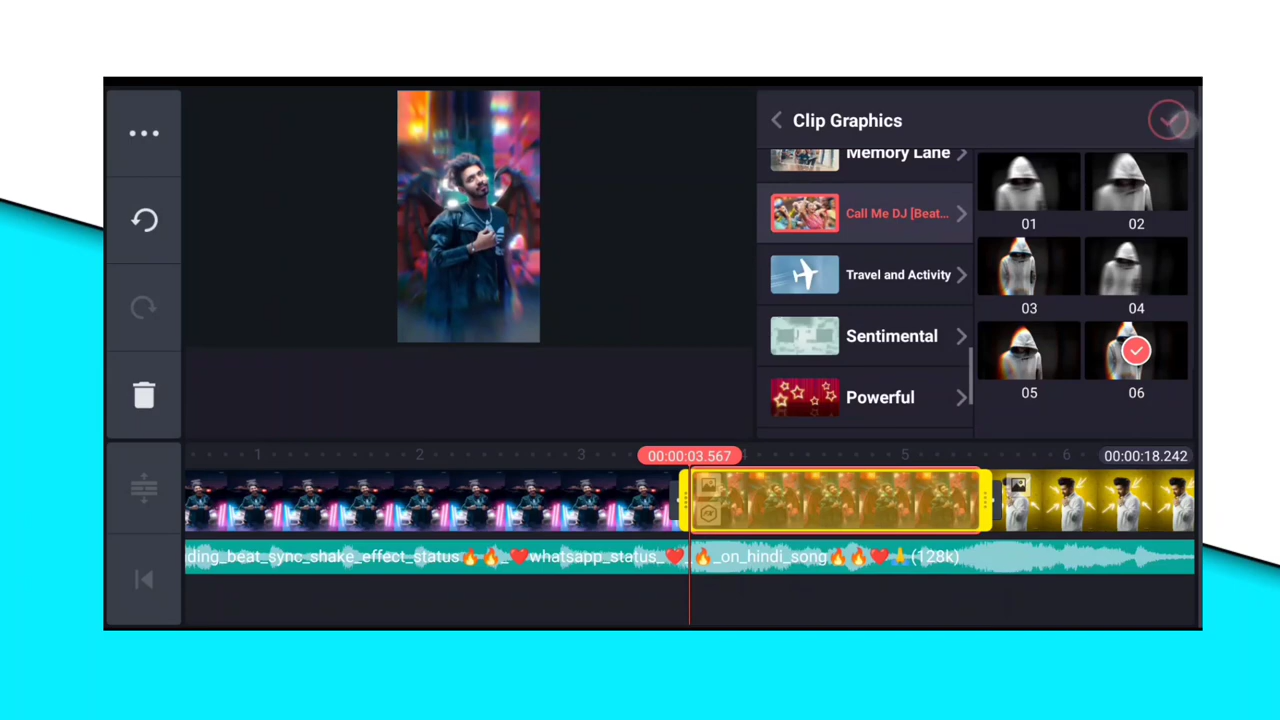 Clip Graphics
Memory Lane
Call Me DJ [Beat...
Travel and Activity
Sentimental
Powerful
01
02
03
04
05
06
1
2
3
00:00:03.567
4
5
6
00:00:18.242
ding_beat_sync_shake_effect_status🔥🔥_❤️whatsapp_status_❤️_🔥_on_hindi_song🔥🔥❤️🙏(128k)